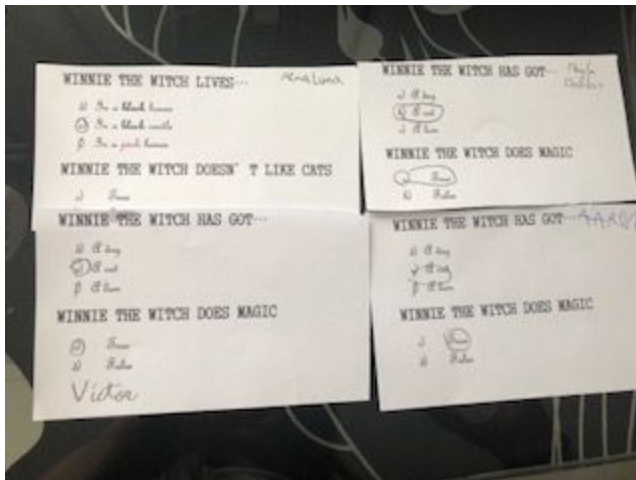 WINNIE THE WITCH LIVES…
a) In a black house
In a black castle
In a pink house
WINNIE THE WITCH DOESN'T LIKE CATS
True
WINNIE THE WITCH HAS GOT…
A dog
A cat
WINNIE THE WITCH DOES MAGIC
True
False
WINNIE THE WITCH HAS GOT…
A dog
A cat
WINNIE THE WITCH DOES MAGIC
True
False
Victor
WINNIE THE WITCH HAS GOT…
A dog
A cat
WINNIE THE WITCH DOES MAGIC
True
False